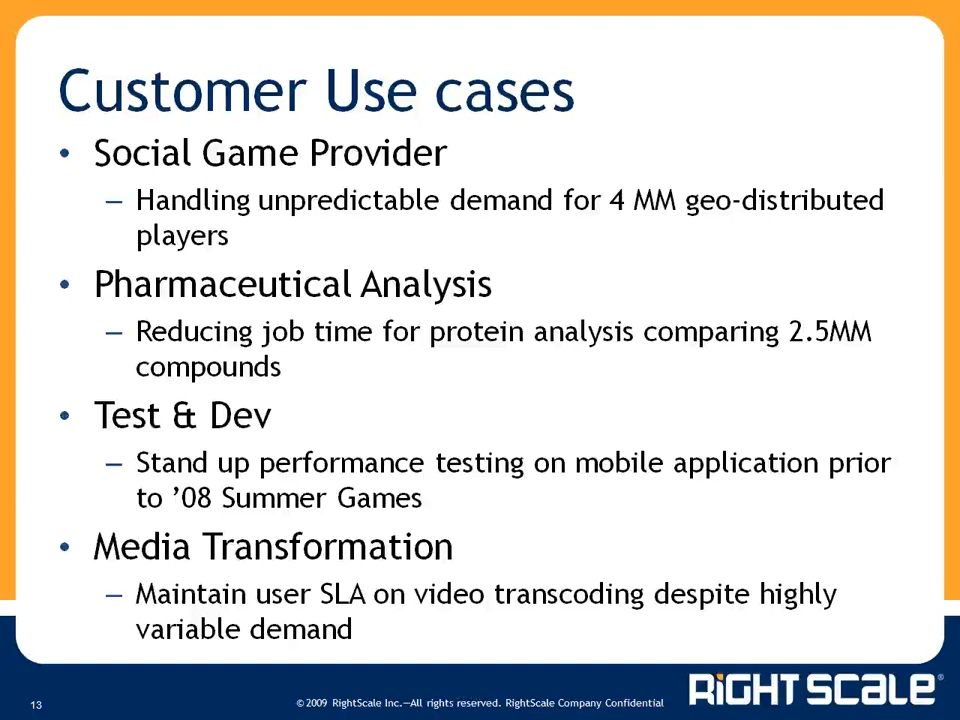 Customer Use cases
• Social Game Provider
– Handling unpredictable demand for 4 MM geo-distributed
players
• Pharmaceutical Analysis
– Reducing job time for protein analysis comparing 2.5MM
compounds
• Test & Dev
– Stand up performance testing on mobile application prior
to ’08 Summer Games
• Media Transformation
– Maintain user SLA on video transcoding despite highly
variable demand
13
©2009 RightScale Inc.—All rights reserved. RightScale Company Confidential
RIGHT SCALE®